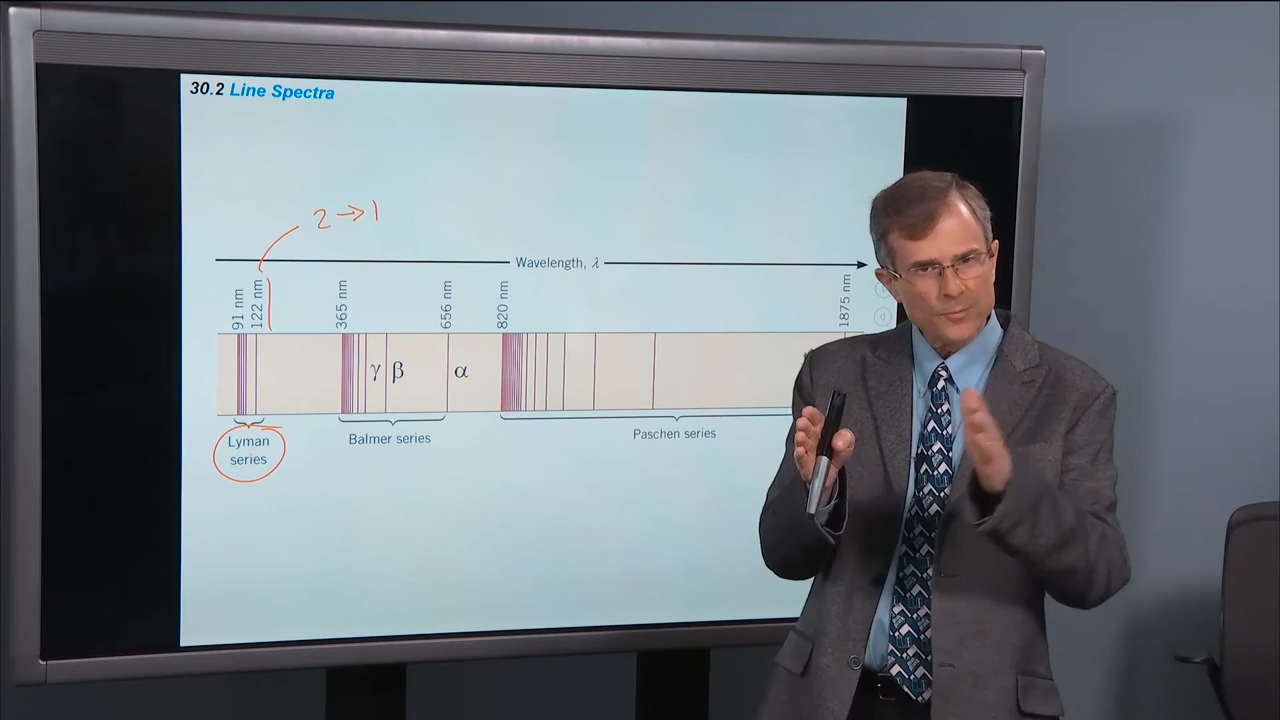 30.2 Line Spectra
2→1
Wavelength, λ
91 nm
122 nm
365 nm
656 nm
820 nm
1875 nm
γ β α
Lyman
series
Balmer series
Paschen series